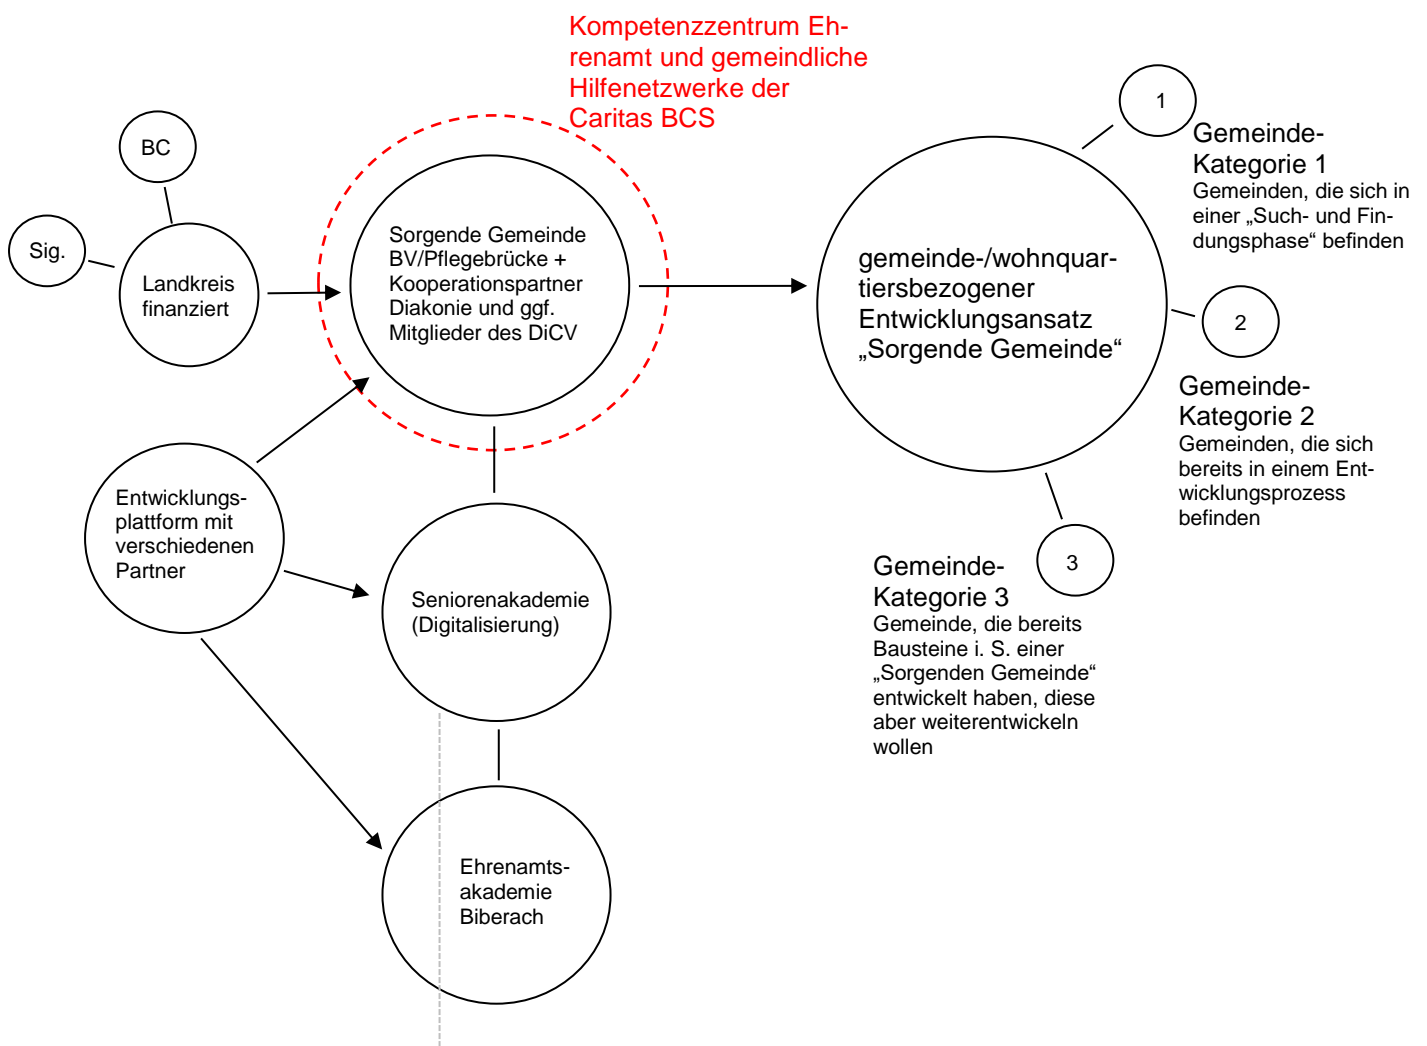 Kompetenzzentrum Eh-
renamt und gemeindliche
Hilfenetzwerke der
Caritas BCS
BC
Sig.
Landkreis
finanziert
Sorgende Gemeinde
BV/Pflegebrücke +
Kooperationspartner
Diakonie und ggf.
Mitglieder des DiCV
gemeinde-/wohnquar-
tiersbezogener
Entwicklungsansatz
„Sorgende Gemeinde“
1
Gemeinde-
Kategorie 1
Gemeinden, die sich in
einer „Such- und Fin-
dungsphase“ befinden
2
Gemeinde-
Kategorie 2
Gemeinden, die sich
bereits in einem Ent-
wicklungsprozess
befinden
3
Gemeinde-
Kategorie 3
Gemeinde, die bereits
Bausteine i. S. einer
„Sorgenden Gemeinde“
entwickelt haben, diese
aber weiterentwickeln
wollen
Entwicklungs-
plattform mit
verschiedenen
Partner
Seniorenakademie
(Digitalisierung)
Ehrenamts-
akademie
Biberach